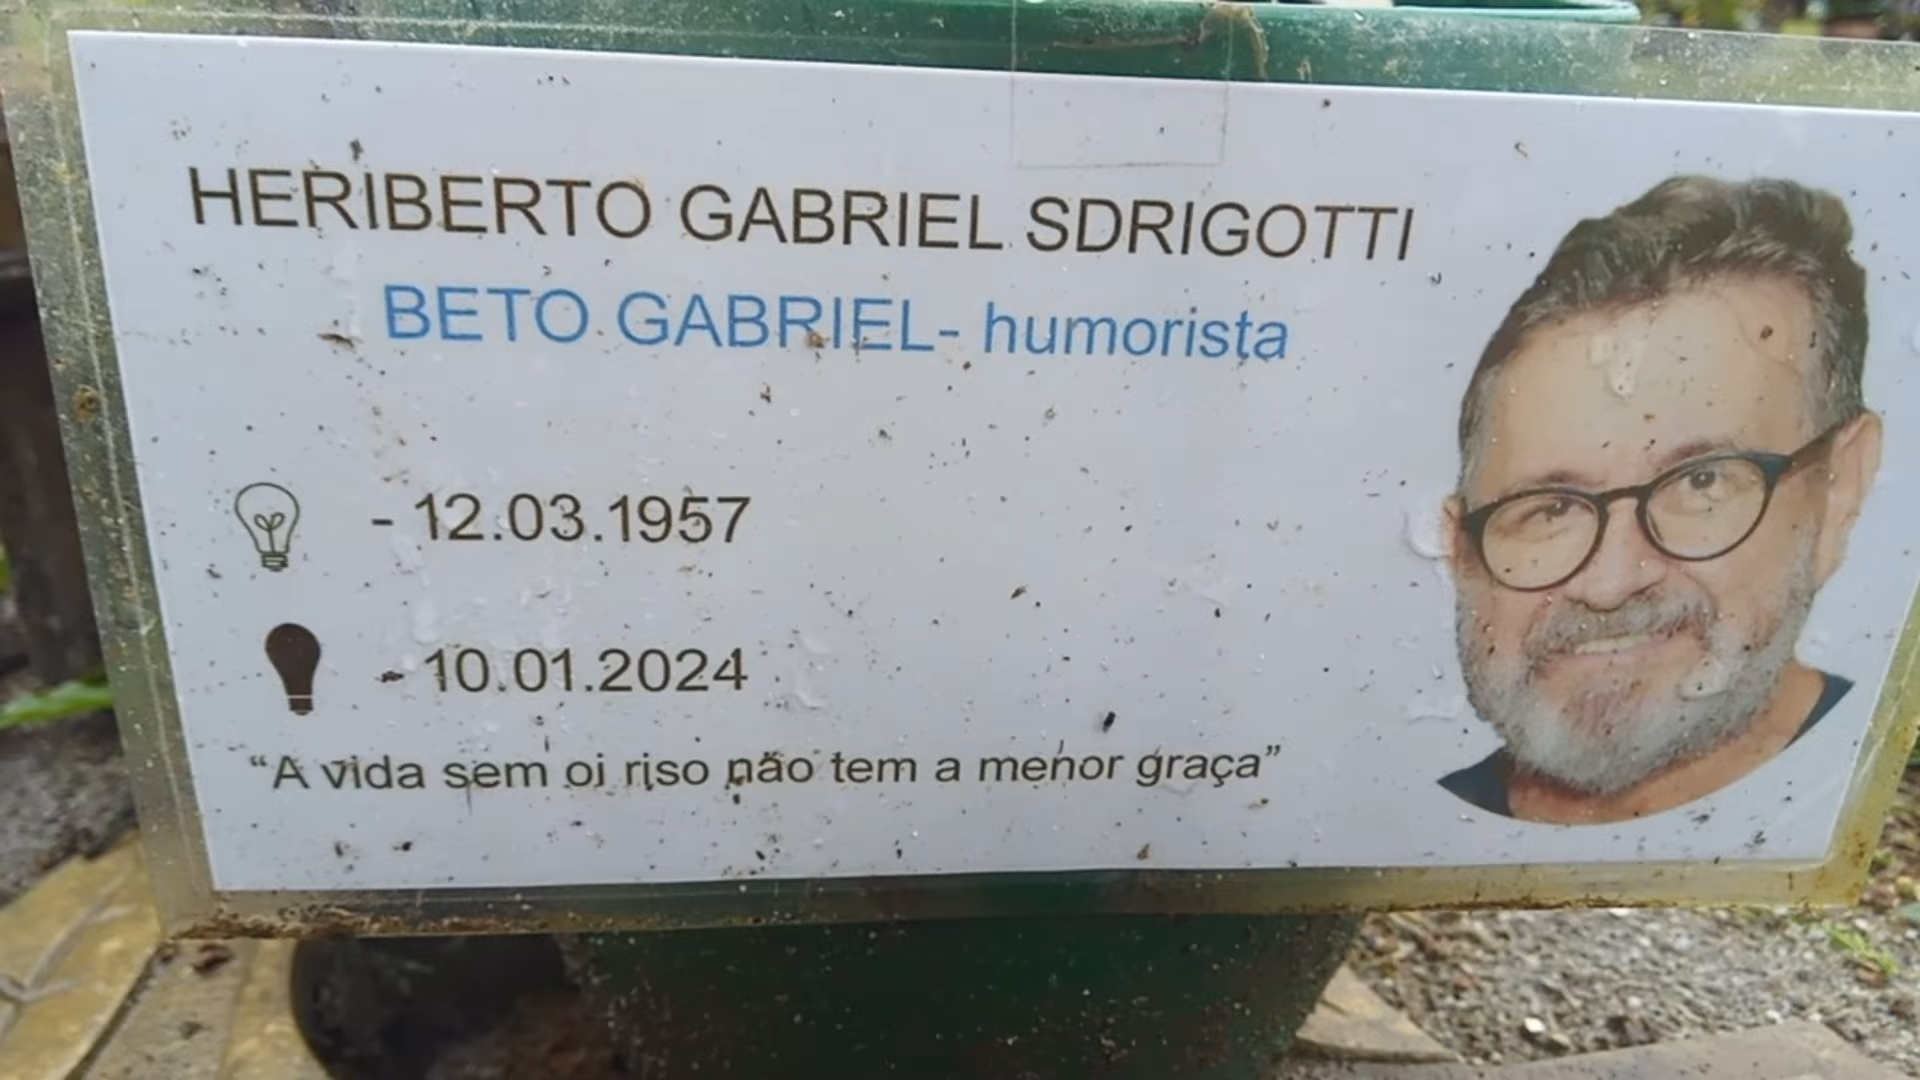 HERIBERTO GABRIEL SDRIGOTTI
BETO GABRIEL- humorista
- 12.03.1957
- 10.01.2024
“A vida sem oi riso não tem a menor graça”